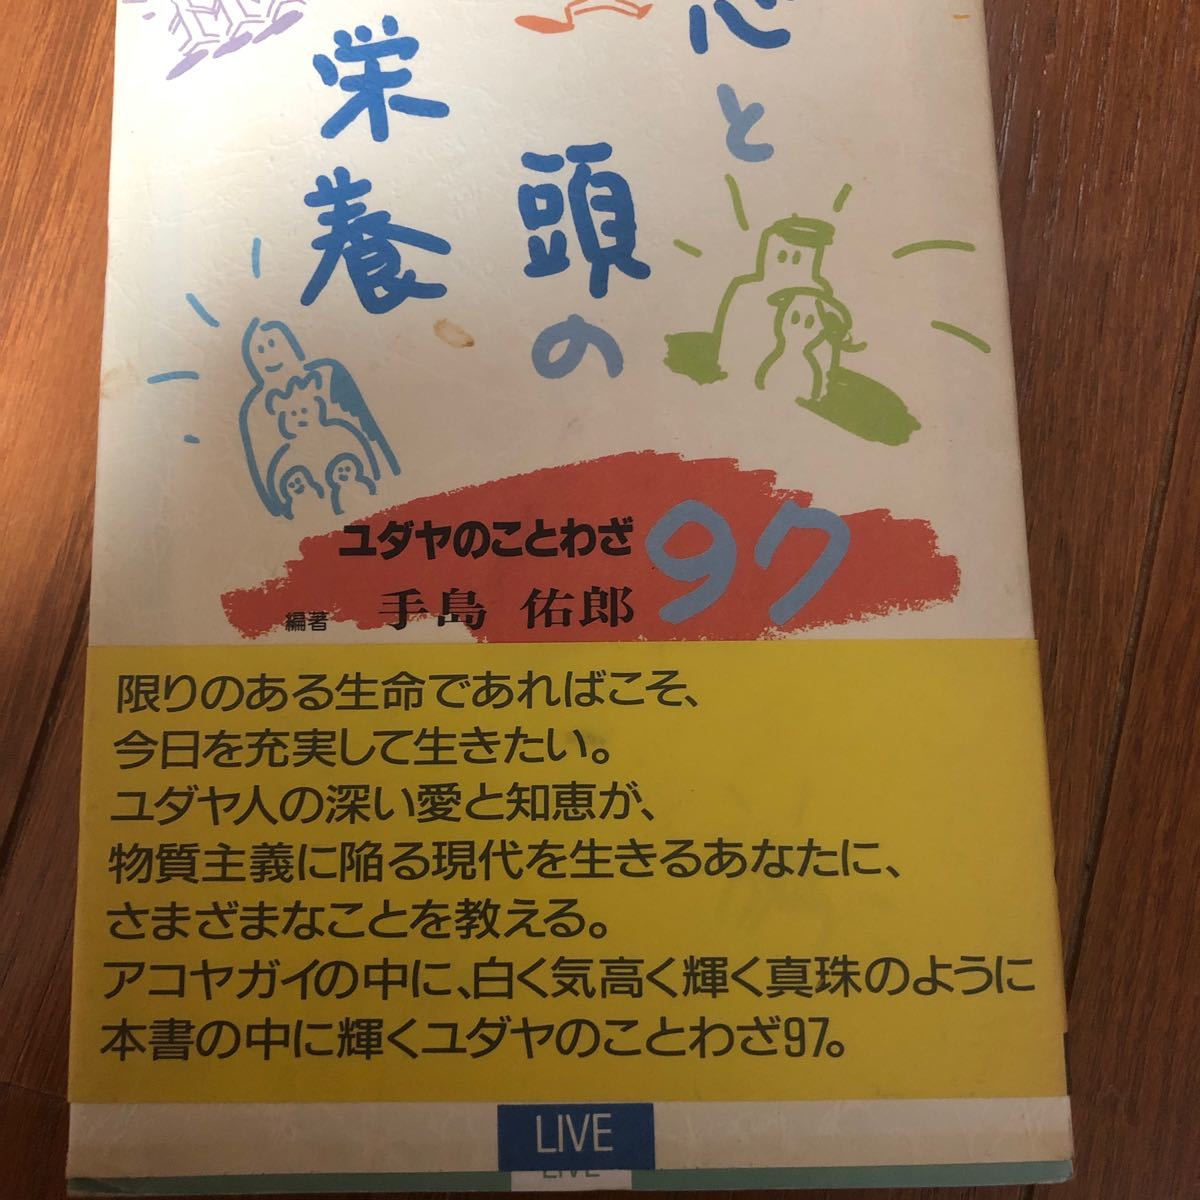 心と
頭の
栄養
ユダヤのことわざ97
編著 手島 佑郎
限りのある生命であればこそ、
今日を充実して生きたい。
ユダヤ人の深い愛と知恵が、
物質主義に陥る現代を生きるあなたに、
さまざまなことを教える。
アコヤガイの中に、白く気高く輝く真珠のように
本書の中に輝くユダヤのことわざ97。
LIVE
LIVE